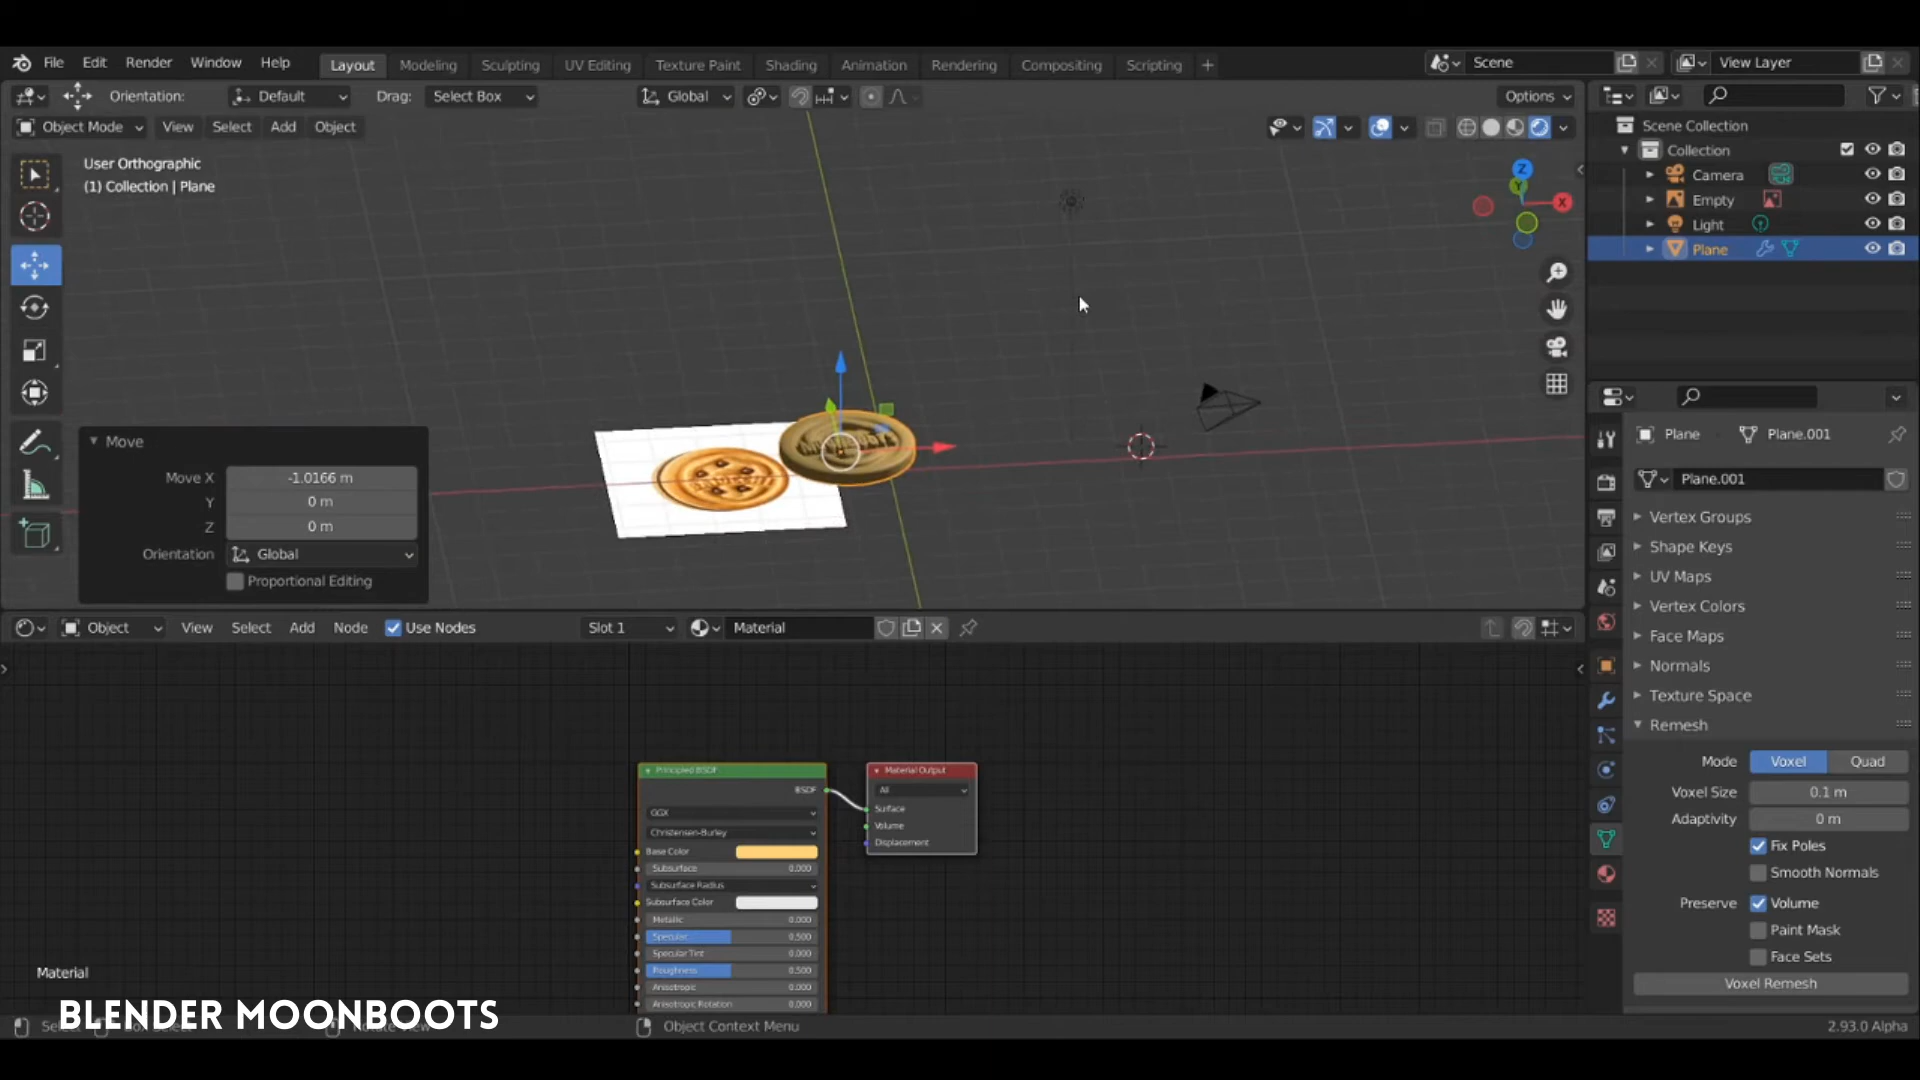 File Edit Render Window Help Layout Modeling Sculpting UV Editing Texture Paint Shading Animation Rendering Compositing Scripting + Scene View Layer
Orientation: Default Drag: Select Box Global Options
Object Mode View Select Add Object
User Orthographic
(1) Collection | Plane
Z
Y
X
Scene Collection
Collection
Camera
Empty
Light
Plane
Move
Move X -1.0166 m
Y 0 m
Z 0 m
Orientation Global
Proportional Editing
Plane Plane.001
Plane.001
Vertex Groups
Shape Keys
UV Maps
Vertex Colors
Face Maps
Normals
Texture Space
Remesh
Mode Voxel Quad
Voxel Size 0.1 m
Adaptivity 0 m
Fix Poles
Smooth Normals
Preserve Volume
Paint Mask
Face Sets
Voxel Remesh
Object View Select Add Node Use Nodes Slot 1 Material
Principled BSDF
BSDF
GGX
Christensen-Burley
Base Color
Subsurface 0.000
Subsurface Radius
Subsurface Color
Metallic 0.000
Specular 0.500
Specular Tint 0.000
Roughness 0.500
Anisotropic 0.000
Anisotropic Rotation 0.000
Material Output
All
Surface
Volume
Displacement
Material
BLENDER MOONBOOTS
Object Context Menu
2.93.0 Alpha